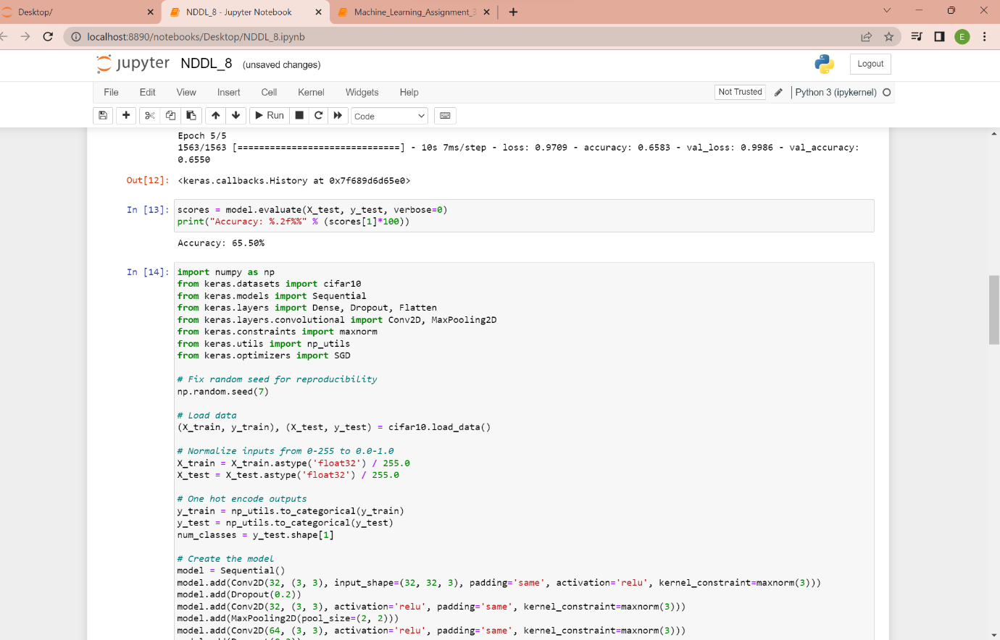 Desktop/
NDDL_8 - Jupyter Notebook
Machine_Learning_Assignment_3
localhost:8890/notebooks/Desktop/NDDL_8.ipynb
E
jupyter NDDL_8 (unsaved changes)
Logout
File Edit View Insert Cell Kernel Widgets Help
Not Trusted
Python 3 (ipykernel)
Run
Code
Epoch 5/5
1563/1563 [==============================] - 10s 7ms/step - loss: 0.9709 - accuracy: 0.6583 - val_loss: 0.9986 - val_accuracy:
0.6550
Out[12]: <keras.callbacks.History at 0x7f689d6d65e0>
In [13]: scores = model.evaluate(X_test, y_test, verbose=0)
print("Accuracy: %.2f%%" % (scores[1]*100))
Accuracy: 65.50%
In [14]: import numpy as np
from keras.datasets import cifar10
from keras.models import Sequential
from keras.layers import Dense, Dropout, Flatten
from keras.layers.convolutional import Conv2D, MaxPooling2D
from keras.constraints import maxnorm
from keras.utils import np_utils
from keras.optimizers import SGD
# Fix random seed for reproducibility
np.random.seed(7)
# Load data
(X_train, y_train), (X_test, y_test) = cifar10.load_data()
# Normalize inputs from 0-255 to 0.0-1.0
X_train = X_train.astype('float32') / 255.0
X_test = X_test.astype('float32') / 255.0
# One hot encode outputs
y_train = np_utils.to_categorical(y_train)
y_test = np_utils.to_categorical(y_test)
num_classes = y_test.shape[1]
# Create the model
model = Sequential()
model.add(Conv2D(32, (3, 3), input_shape=(32, 32, 3), padding='same', activation='relu', kernel_constraint=maxnorm(3)))
model.add(Dropout(0.2))
model.add(Conv2D(32, (3, 3), activation='relu', padding='same', kernel_constraint=maxnorm(3)))
model.add(MaxPooling2D(pool_size=(2, 2)))
model.add(Conv2D(64, (3, 3), activation='relu', padding='same', kernel_constraint=maxnorm(3)))